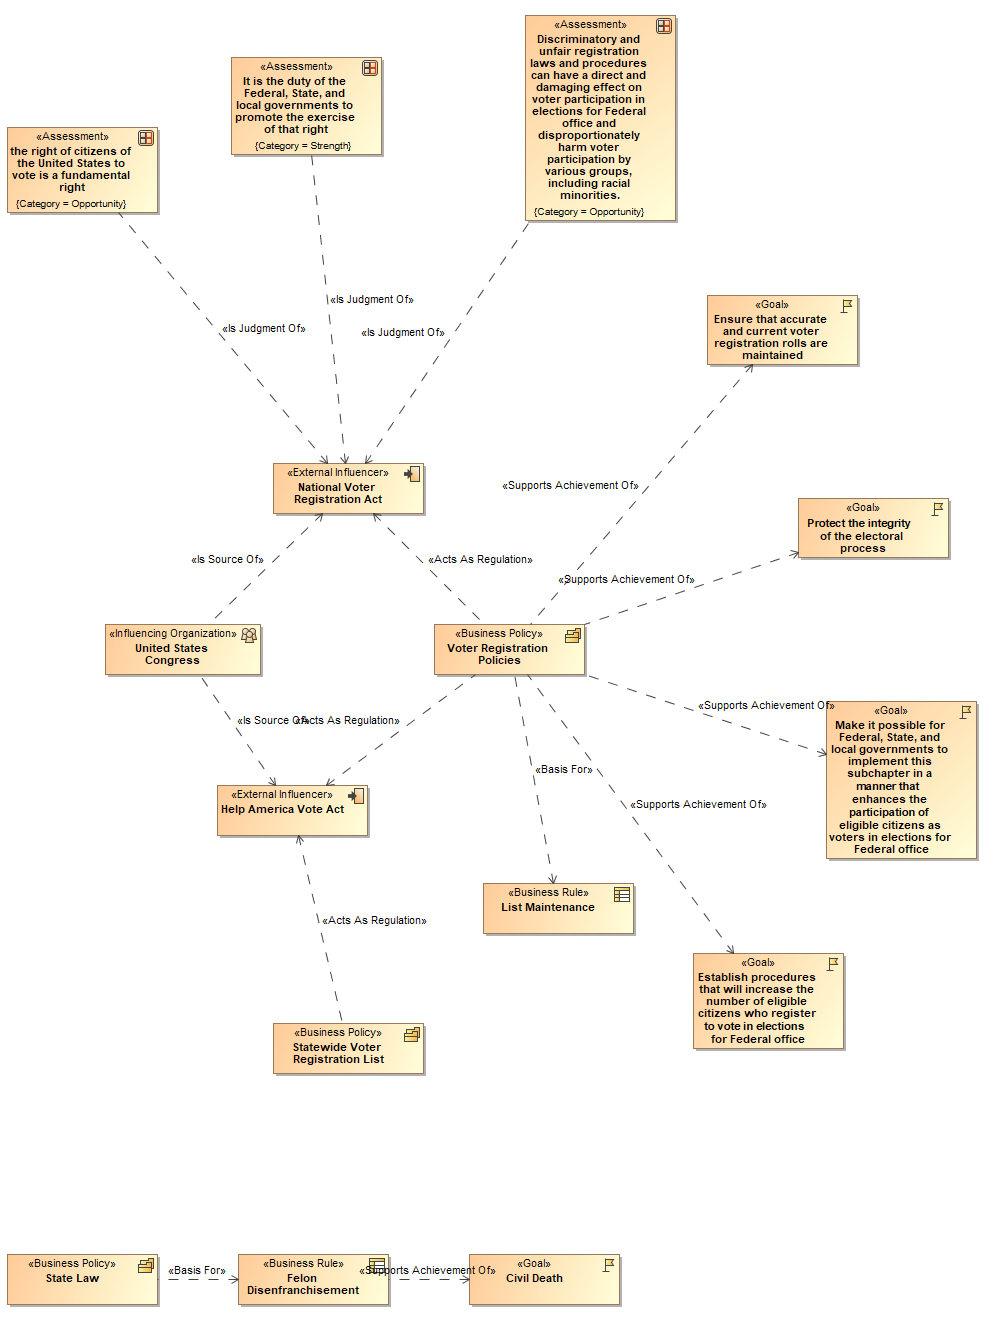 «Assessment»
Discriminatory and
unfair registration
laws and procedures
can have a direct and
damaging effect on
voter participation in
elections for Federal
office and
disproportionately
harm voter
participation by
various groups,
including racial
minorities.
{Category = Opportunity}
«Assessment»
It is the duty of the
Federal, State, and
local governments to
promote the exercise
of that right
{Category = Strength}
«Assessment»
the right of citizens of
the United States to
vote is a fundamental
right
{Category = Opportunity}
«Is Judgment Of»
«Is Judgment Of»
«Is Judgment Of»
«Goal»
Ensure that accurate
and current voter
registration rolls are
maintained
«External Influencer»
National Voter
Registration Act
«Supports Achievement Of»
«Goal»
Protect the integrity
of the electoral
process
«Is Source Of»
«Acts As Regulation»
«Supports Achievement Of»
«Influencing Organization»
United States
Congress
«Business Policy»
Voter Registration
Policies
«Supports Achievement Of»
«Goal»
Make it possible for
Federal, State, and
local governments to
implement this
subchapter in a
manner that
enhances the
participation of
eligible citizens as
voters in elections for
Federal office
«Is Source Of»
«Acts As Regulation»
«Basis For»
«Supports Achievement Of»
«External Influencer»
Help America Vote Act
«Business Rule»
List Maintenance
«Acts As Regulation»
«Goal»
Establish procedures
that will increase the
number of eligible
citizens who register
to vote in elections
for Federal office
«Business Policy»
Statewide Voter
Registration List
«Business Policy»
State Law
«Basis For»
«Business Rule»
Felon
Disenfranchisement
«Supports Achievement Of»
«Goal»
Civil Death